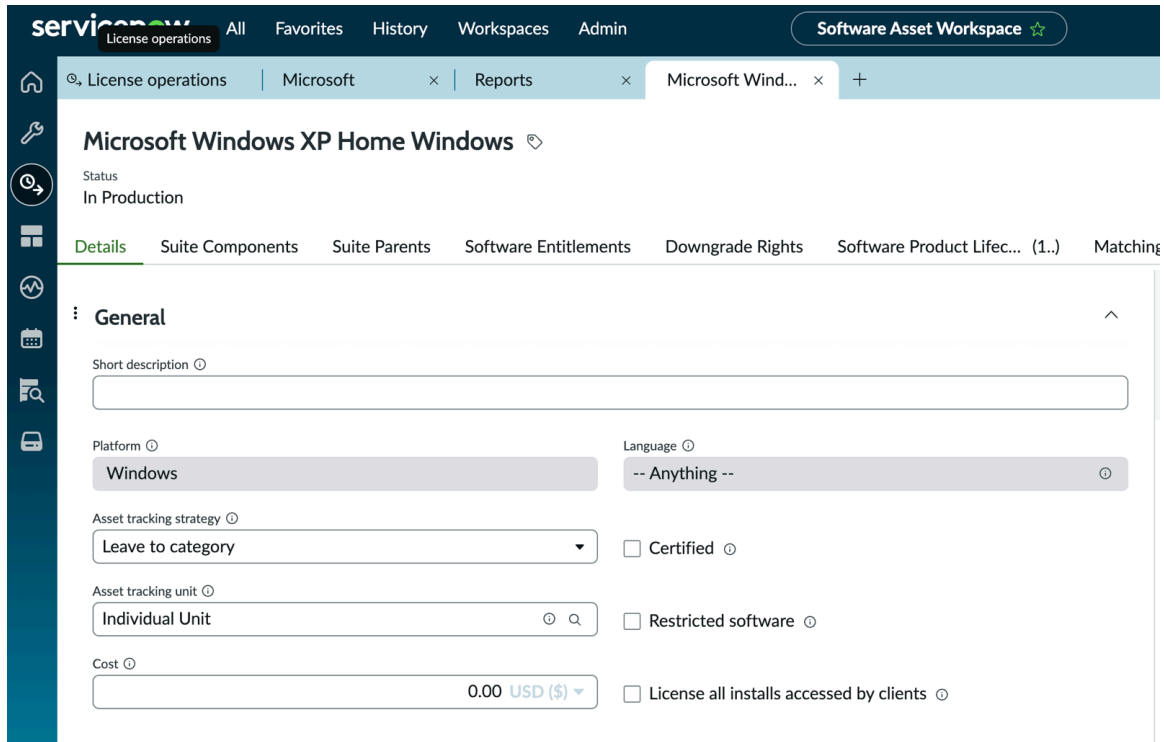 servicenow All Favorites History Workspaces Admin Software Asset Workspace
License operations
License operations Microsoft Reports Microsoft Wind...
Microsoft Windows XP Home Windows
Status
In Production
Details Suite Components Suite Parents Software Entitlements Downgrade Rights Software Product Lifec... (1..) Matching
General
Short description
Platform Language
Windows -- Anything --
Asset tracking strategy
Leave to category Certified
Asset tracking unit
Individual Unit Restricted software
Cost
0.00 USD ($) License all installs accessed by clients